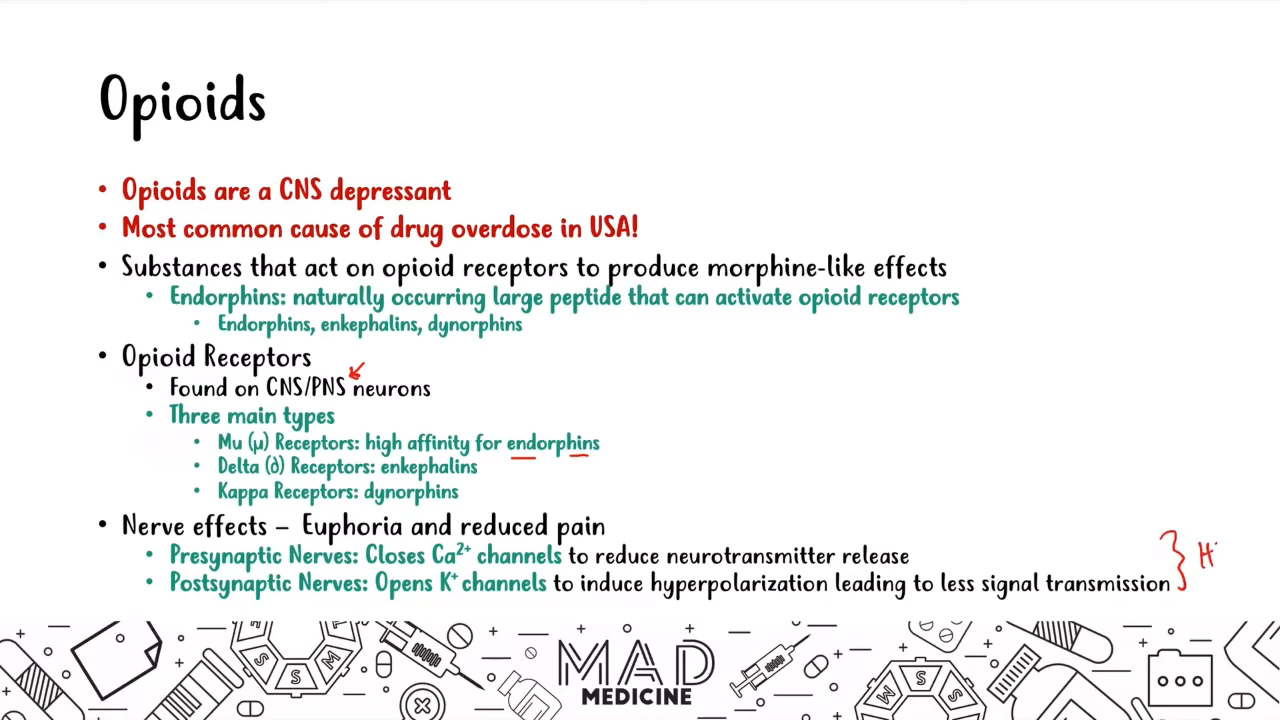 Opioids
• Opioids are a CNS depressant
• Most common cause of drug overdose in USA!
• Substances that act on opioid receptors to produce morphine-like effects
• Endorphins: naturally occurring large peptide that can activate opioid receptors
• Endorphins, enkephalins, dynorphins
• Opioid Receptors
• Found on CNS/PNS neurons
• Three main types
• Mu (μ) Receptors: high affinity for endorphins
• Delta (∂) Receptors: enkephalins
• Kappa Receptors: dynorphins
• Nerve effects – Euphoria and reduced pain
• Presynaptic Nerves: Closes Ca²⁺ channels to reduce neurotransmitter release
• Postsynaptic Nerves: Opens K⁺ channels to induce hyperpolarization leading to less signal transmission
MAD
MEDICINE